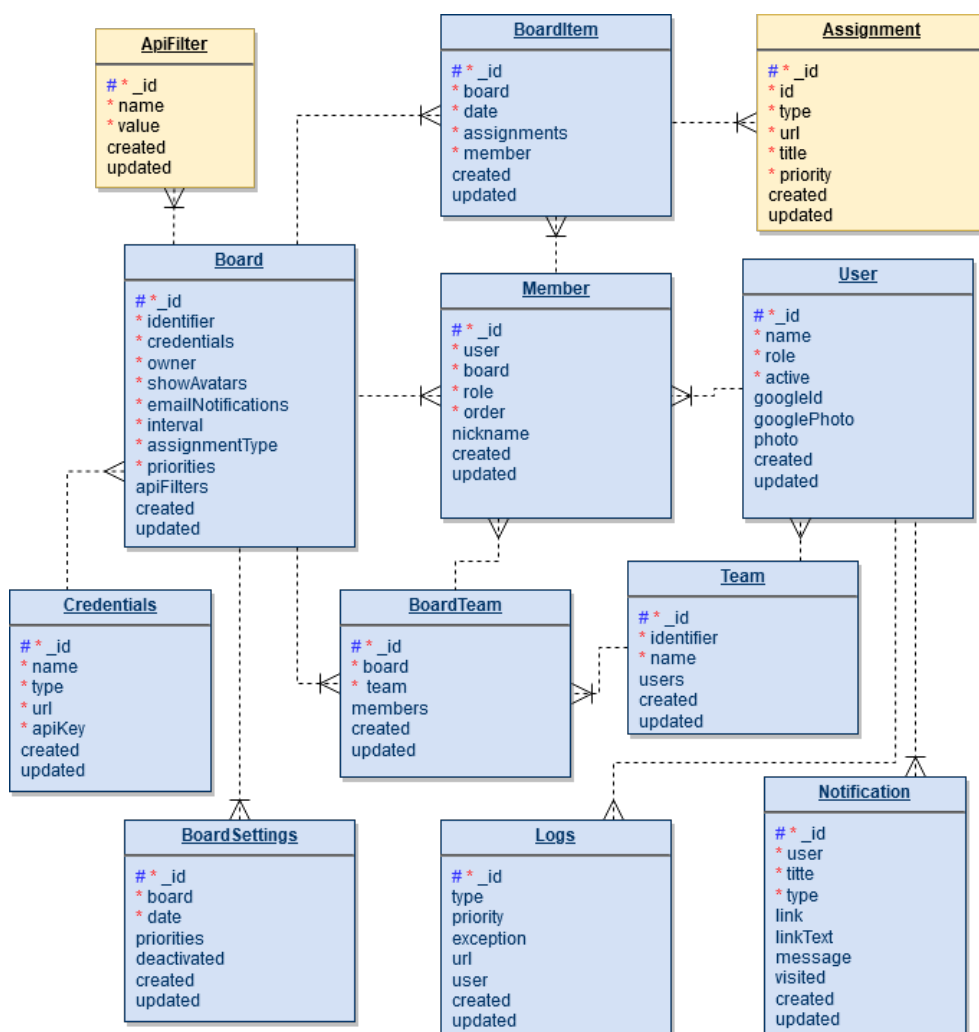 ApiFilter
# * _id
* name
* value
created
updated
BoardItem
# * _id
* board
* date
* assignments
* member
created
updated
Assignment
# * _id
* id
* type
* url
* title
* priority
created
updated
Board
# * _id
* identifier
* credentials
* owner
* showAvatars
* emailNotifications
* interval
* assignmentType
* priorities
apiFilters
created
updated
Member
# * _id
* user
* board
* role
* order
nickname
created
updated
User
# * _id
* name
* role
* active
googleId
googlePhoto
photo
created
updated
Credentials
# * _id
* name
* type
* url
* apiKey
created
updated
BoardTeam
# * _id
* board
* team
members
created
updated
Team
# * _id
* identifier
* name
users
created
updated
BoardSettings
# * _id
* board
* date
priorities
deactivated
created
updated
Logs
# * _id
type
priority
exception
url
user
created
updated
Notification
# * _id
* user
* titte
* type
link
linkText
message
visited
created
updated